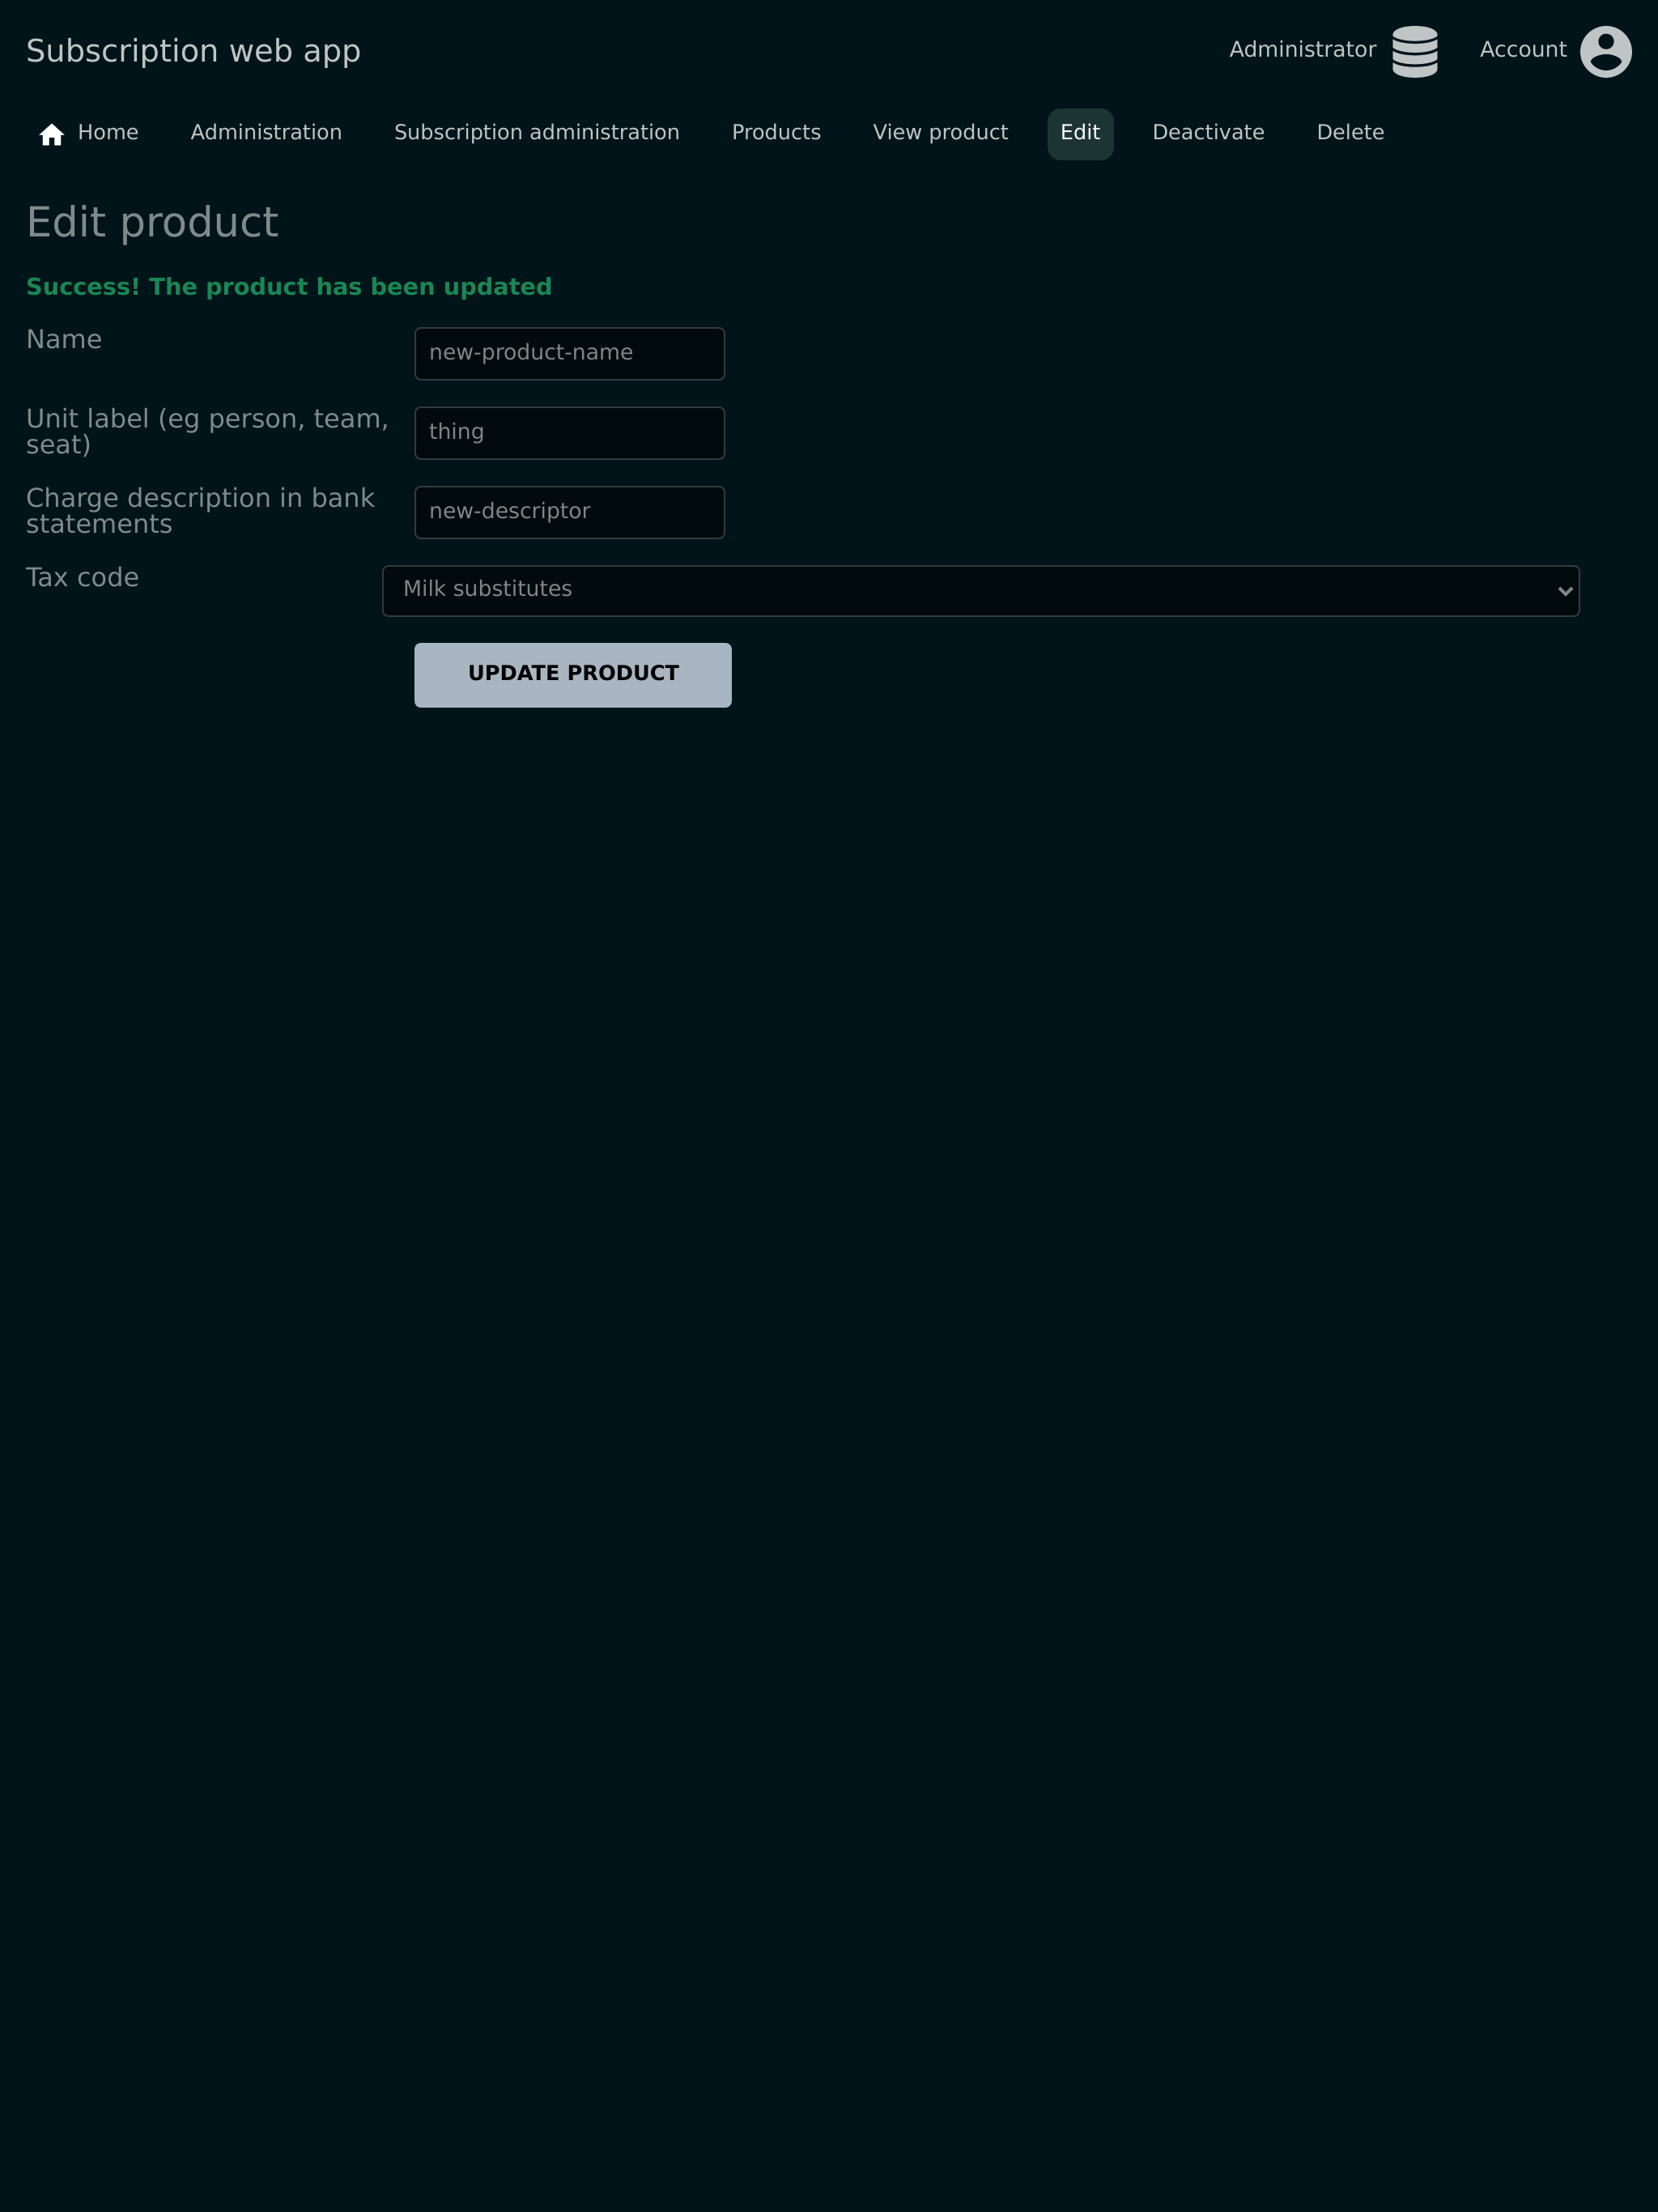 Subscription web app
Administrator
Account
Home
Administration
Subscription administration
Products
View product
Edit
Deactivate
Delete
Edit product
Success! The product has been updated
Name
new-product-name
Unit label (eg person, team,
seat)
thing
Charge description in bank
statements
new-descriptor
Tax code
Milk substitutes
UPDATE PRODUCT